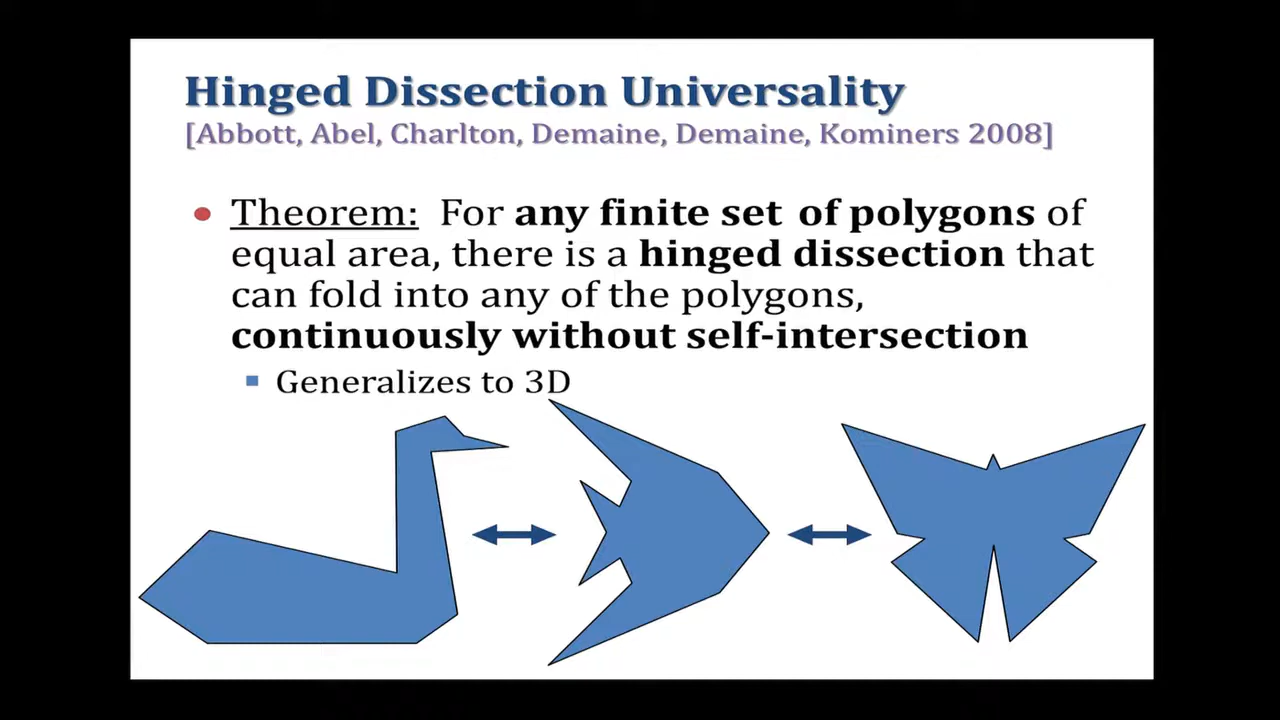 Hinged Dissection Universality
[Abbott, Abel, Charlton, Demaine, Demaine, Kominers 2008]
Theorem: For any finite set of polygons of
equal area, there is a hinged dissection that
can fold into any of the polygons,
continuously without self-intersection
Generalizes to 3D